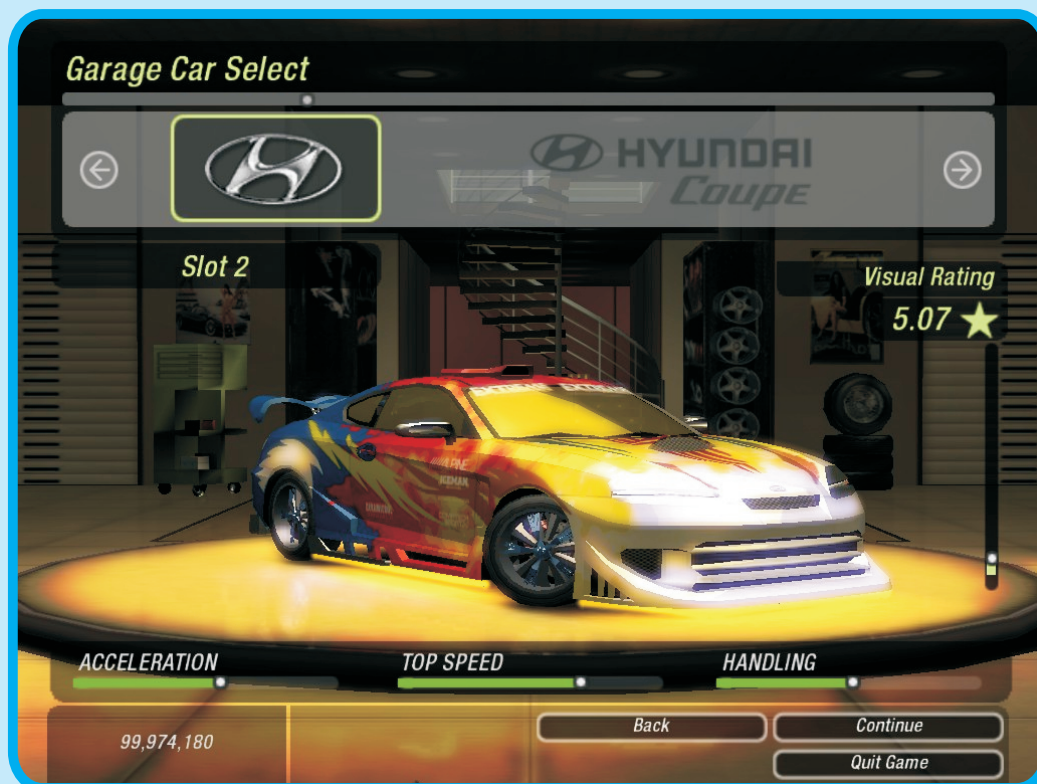 Garage Car Select
HYUNDAI
Coupe
Slot 2
Visual Rating
5.07
ACCELERATION
TOP SPEED
HANDLING
99,974,180
Back
Continue
Quit Game